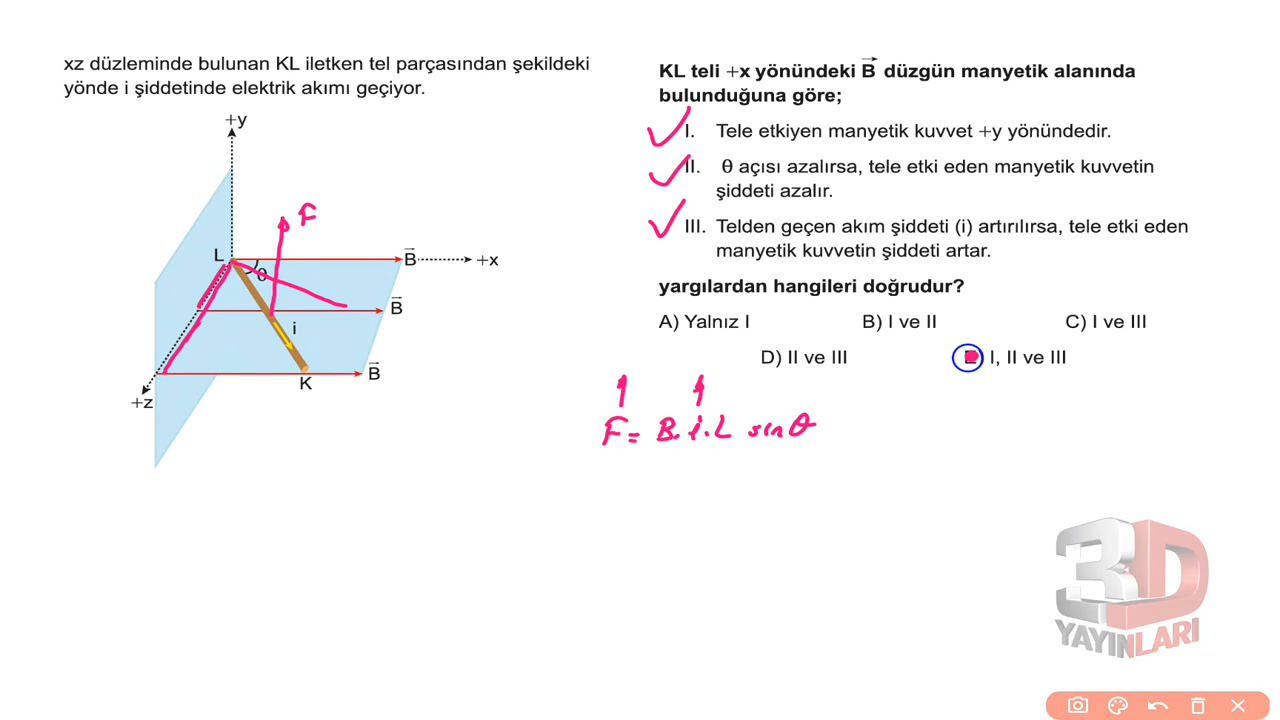 xz düzleminde bulunan KL iletken tel parçasından şekildeki
yönde i şiddetinde elektrik akımı geçiyor.
+y
F
L
θ
B
+x
B
i
B
K
+z
KL teli +x yönündeki B düzgün manyetik alanında
bulunduğuna göre;
I. Tele etkiyen manyetik kuvvet +y yönündedir.
II. θ açısı azalırsa, tele etki eden manyetik kuvvetin
şiddeti azalır.
III. Telden geçen akım şiddeti (i) artırılırsa, tele etki eden
manyetik kuvvetin şiddeti artar.
yargılardan hangileri doğrudur?
A) Yalnız I B) I ve II C) I ve III
D) II ve III E) I, II ve III
F = B.i.L sinθ
3D
YAYINLARI